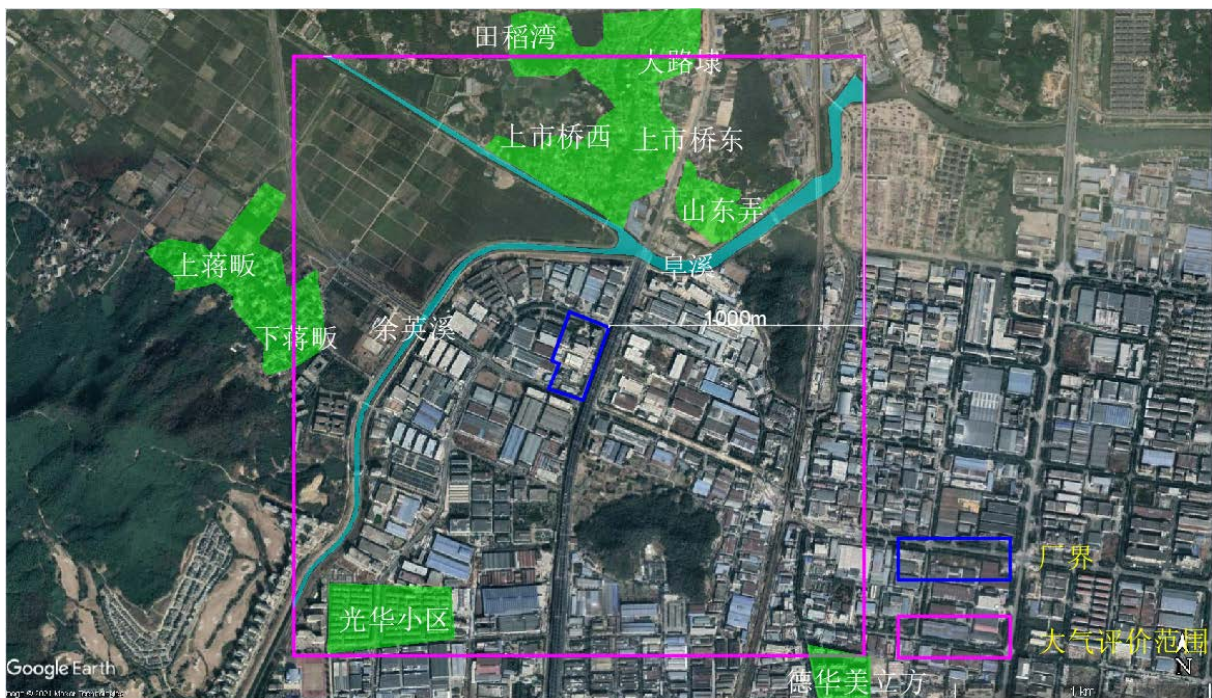 田稻湾
大路埭
上市桥西
上市桥东
山东弄
上蒋畈
阜溪
下蒋畈
余英溪
1000m
厂界
光华小区
大气评价范围
Google Earth
N
德华美立方
1 km